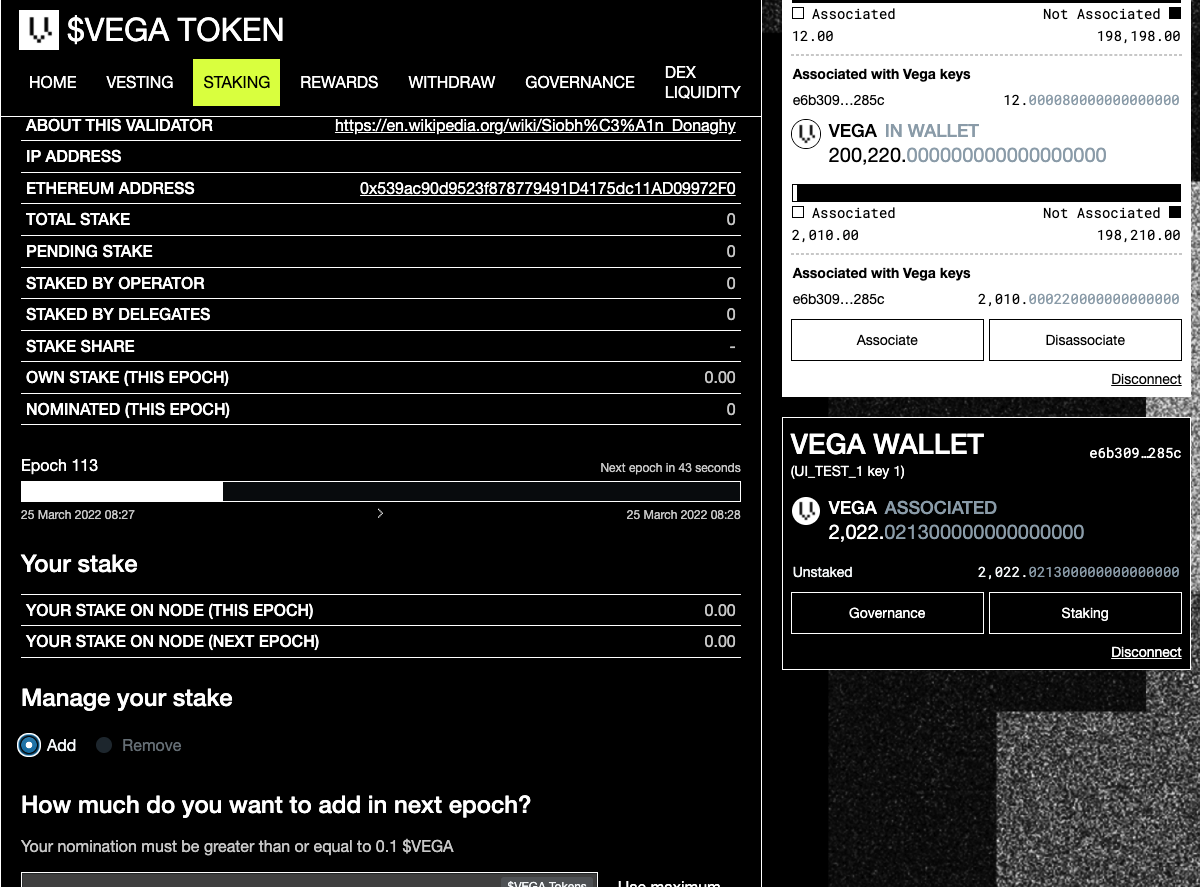 $VEGA TOKEN
HOME VESTING STAKING REWARDS WITHDRAW GOVERNANCE DEX LIQUIDITY
ABOUT THIS VALIDATOR https://en.wikipedia.org/wiki/Siobh%C3%A1n_Donaghy
IP ADDRESS
ETHEREUM ADDRESS 0x539ac90d9523f878779491D4175dc11AD09972F0
TOTAL STAKE 0
PENDING STAKE 0
STAKED BY OPERATOR 0
STAKED BY DELEGATES 0
STAKE SHARE -
OWN STAKE (THIS EPOCH) 0.00
NOMINATED (THIS EPOCH) 0
Epoch 113 Next epoch in 43 seconds
25 March 2022 08:27 25 March 2022 08:28
Your stake
YOUR STAKE ON NODE (THIS EPOCH) 0.00
YOUR STAKE ON NODE (NEXT EPOCH) 0.00
Manage your stake
Add Remove
How much do you want to add in next epoch?
Your nomination must be greater than or equal to 0.1 $VEGA
$VEGA Tokens Use maximum
Associated Not Associated
12.00 198,198.00
Associated with Vega keys
e6b309…285c 12.000080000000000000
VEGA IN WALLET
200,220.000000000000000000
Associated Not Associated
2,010.00 198,210.00
Associated with Vega keys
e6b309…285c 2,010.000220000000000000
Associate Disassociate
Disconnect
VEGA WALLET e6b309…285c
(UI_TEST_1 key 1)
VEGA ASSOCIATED
2,022.021300000000000000
Unstaked 2,022.021300000000000000
Governance Staking
Disconnect